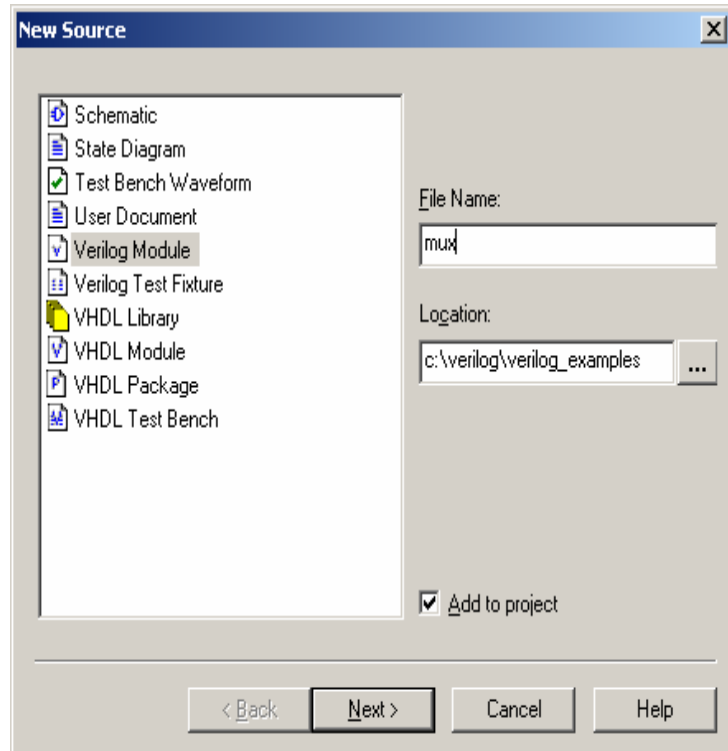 New Source
Schematic
State Diagram
Test Bench Waveform
User Document
Verilog Module
Verilog Test Fixture
VHDL Library
VHDL Module
VHDL Package
VHDL Test Bench
File Name:
mux
Location:
c:\verilog\verilog_examples
...
Add to project
< Back
Next >
Cancel
Help